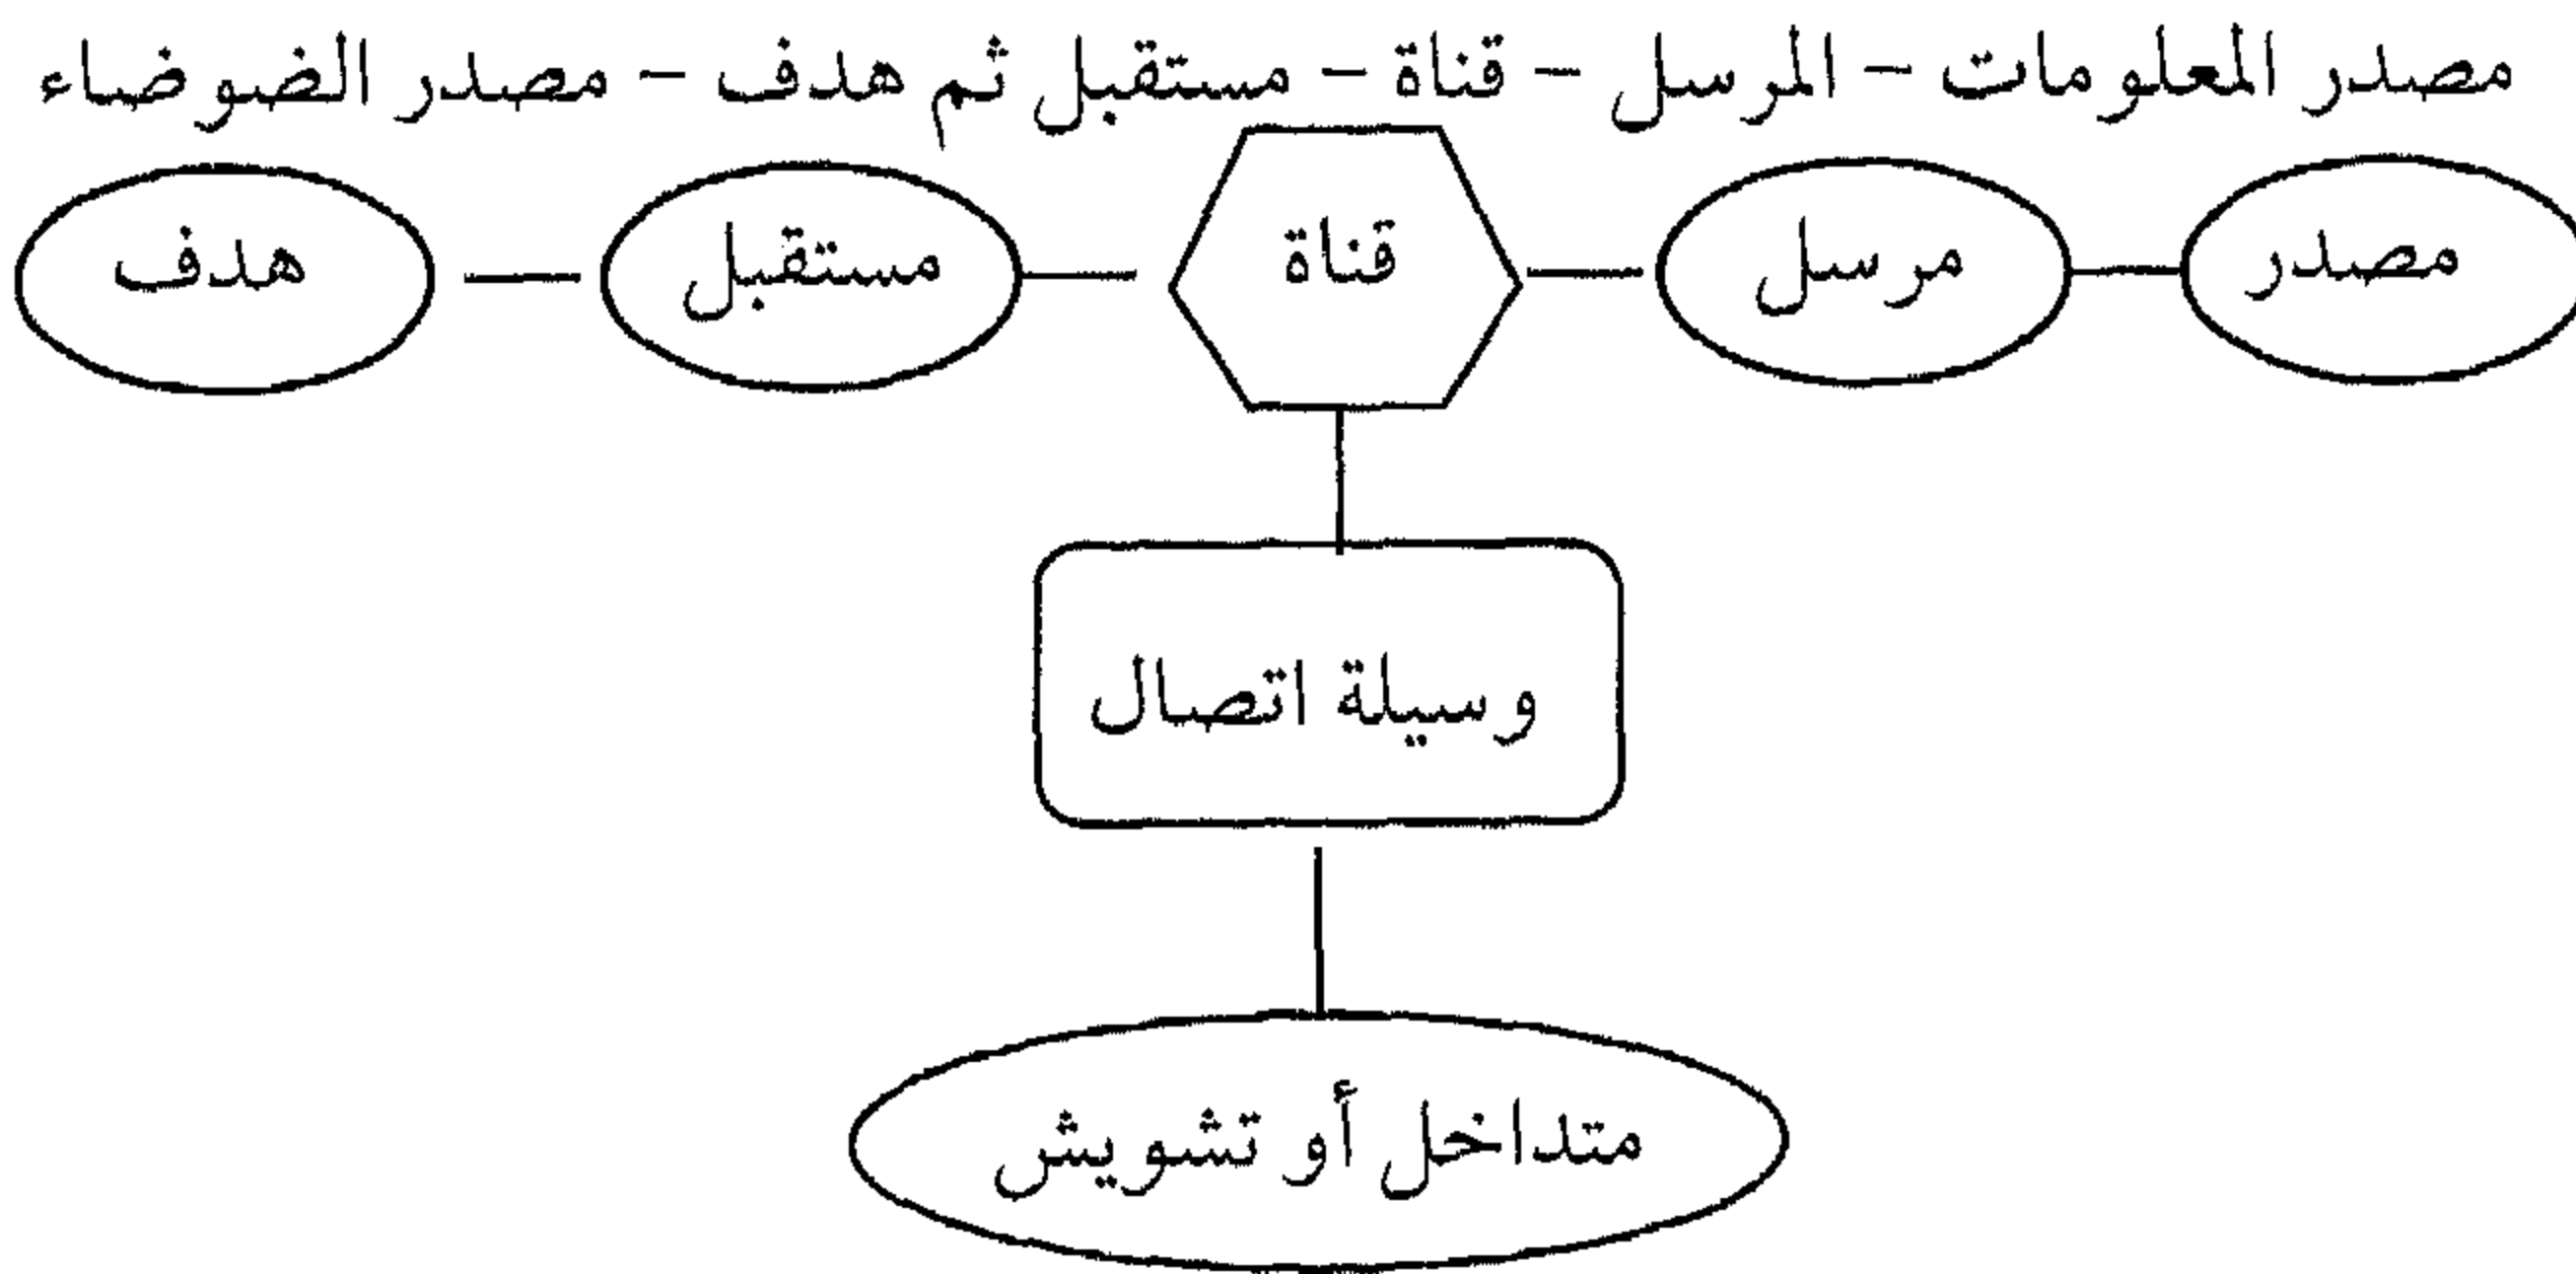 مصدر المعلومات – المرسل – قناة – مستقبل ثم هدف – مصدر الضوضاء
مصدر
مرسل
قناة
مستقبل
هدف
وسيلة اتصال
متداخل أو تشويش